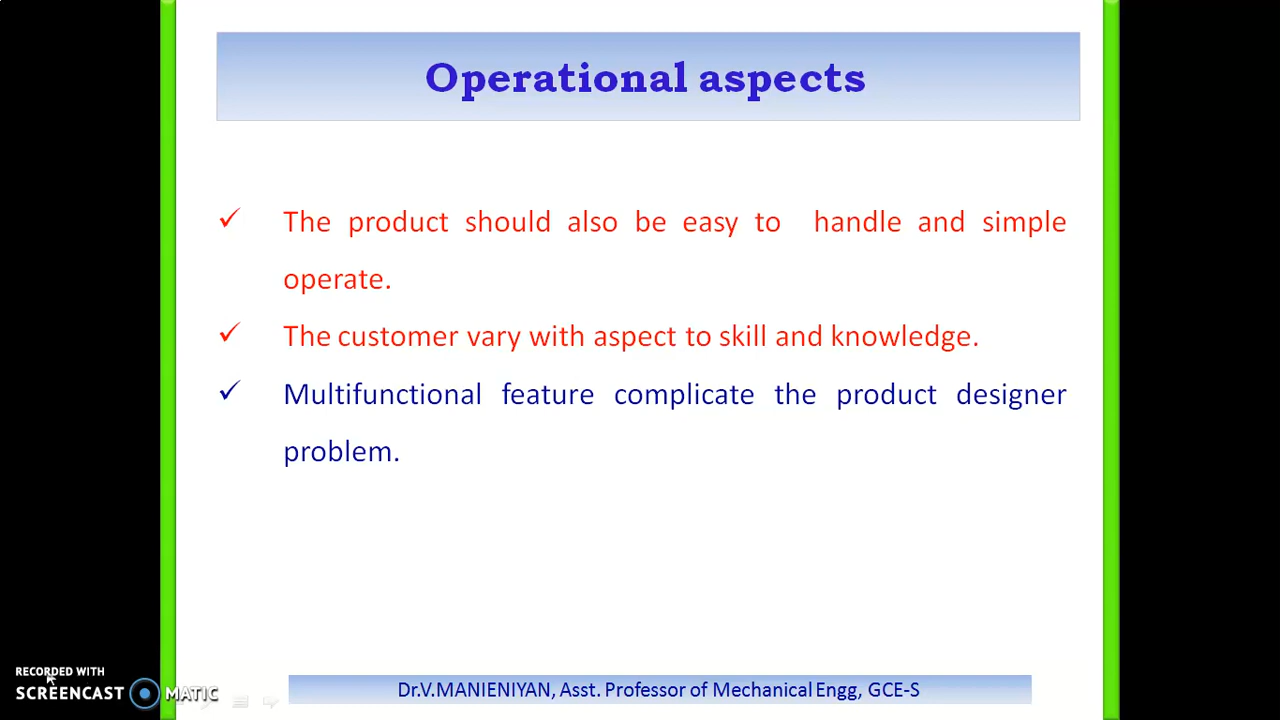 Operational aspects
✓ The product should also be easy to handle and simple
operate.
✓ The customer vary with aspect to skill and knowledge.
✓ Multifunctional feature complicate the product designer
problem.
RECORDED WITH
SCREENCAST MATIC
Dr.V.MANIENIYAN, Asst. Professor of Mechanical Engg, GCE-S